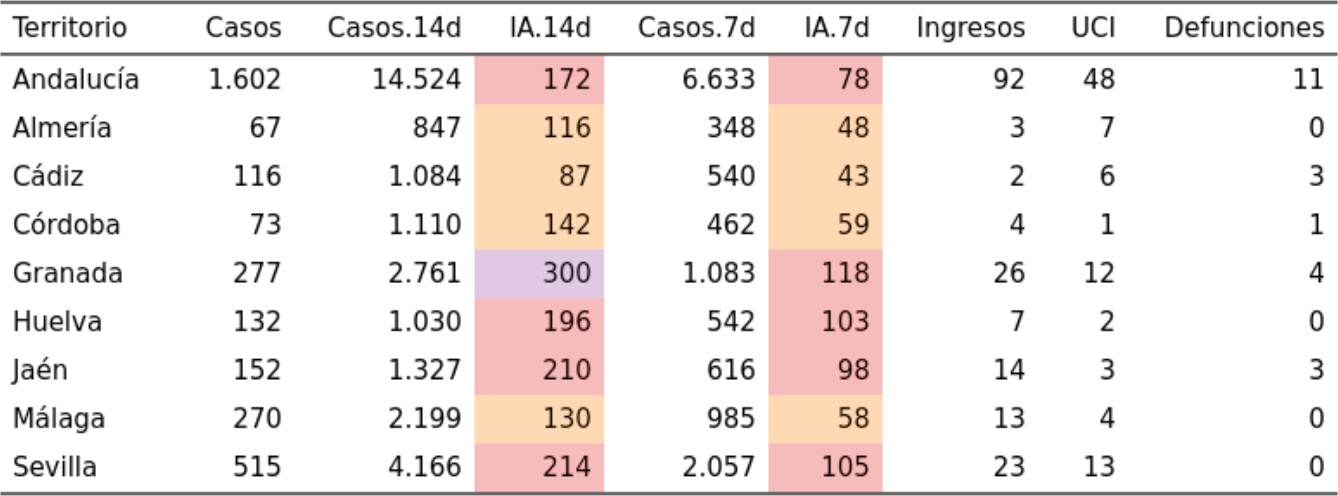 Territorio Casos Casos.14d IA.14d Casos.7d IA.7d Ingresos UCI Defunciones
Andalucía 1.602 14.524 172 6.633 78 92 48 11
Almería 67 847 116 348 48 3 7 0
Cádiz 116 1.084 87 540 43 2 6 3
Córdoba 73 1.110 142 462 59 4 1 1
Granada 277 2.761 300 1.083 118 26 12 4
Huelva 132 1.030 196 542 103 7 2 0
Jaén 152 1.327 210 616 98 14 3 3
Málaga 270 2.199 130 985 58 13 4 0
Sevilla 515 4.166 214 2.057 105 23 13 0